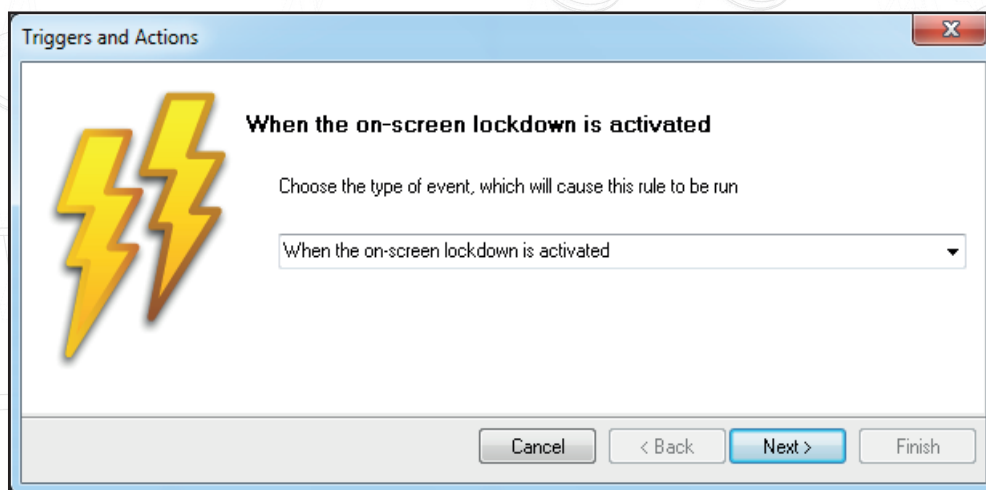 Triggers and Actions
When the on-screen lockdown is activated
Choose the type of event, which will cause this rule to be run
When the on-screen lockdown is activated
Cancel
< Back
Next >
Finish